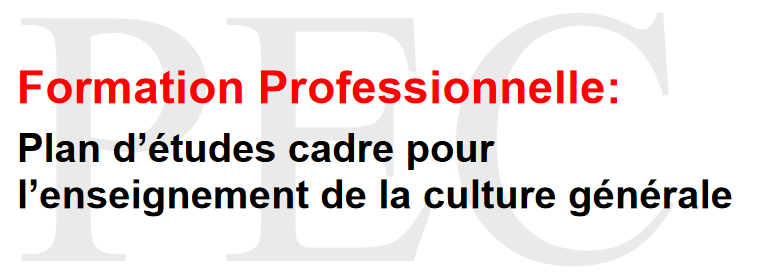 PEC
Formation Professionnelle:
Plan d’études cadre pour
l’enseignement de la culture générale